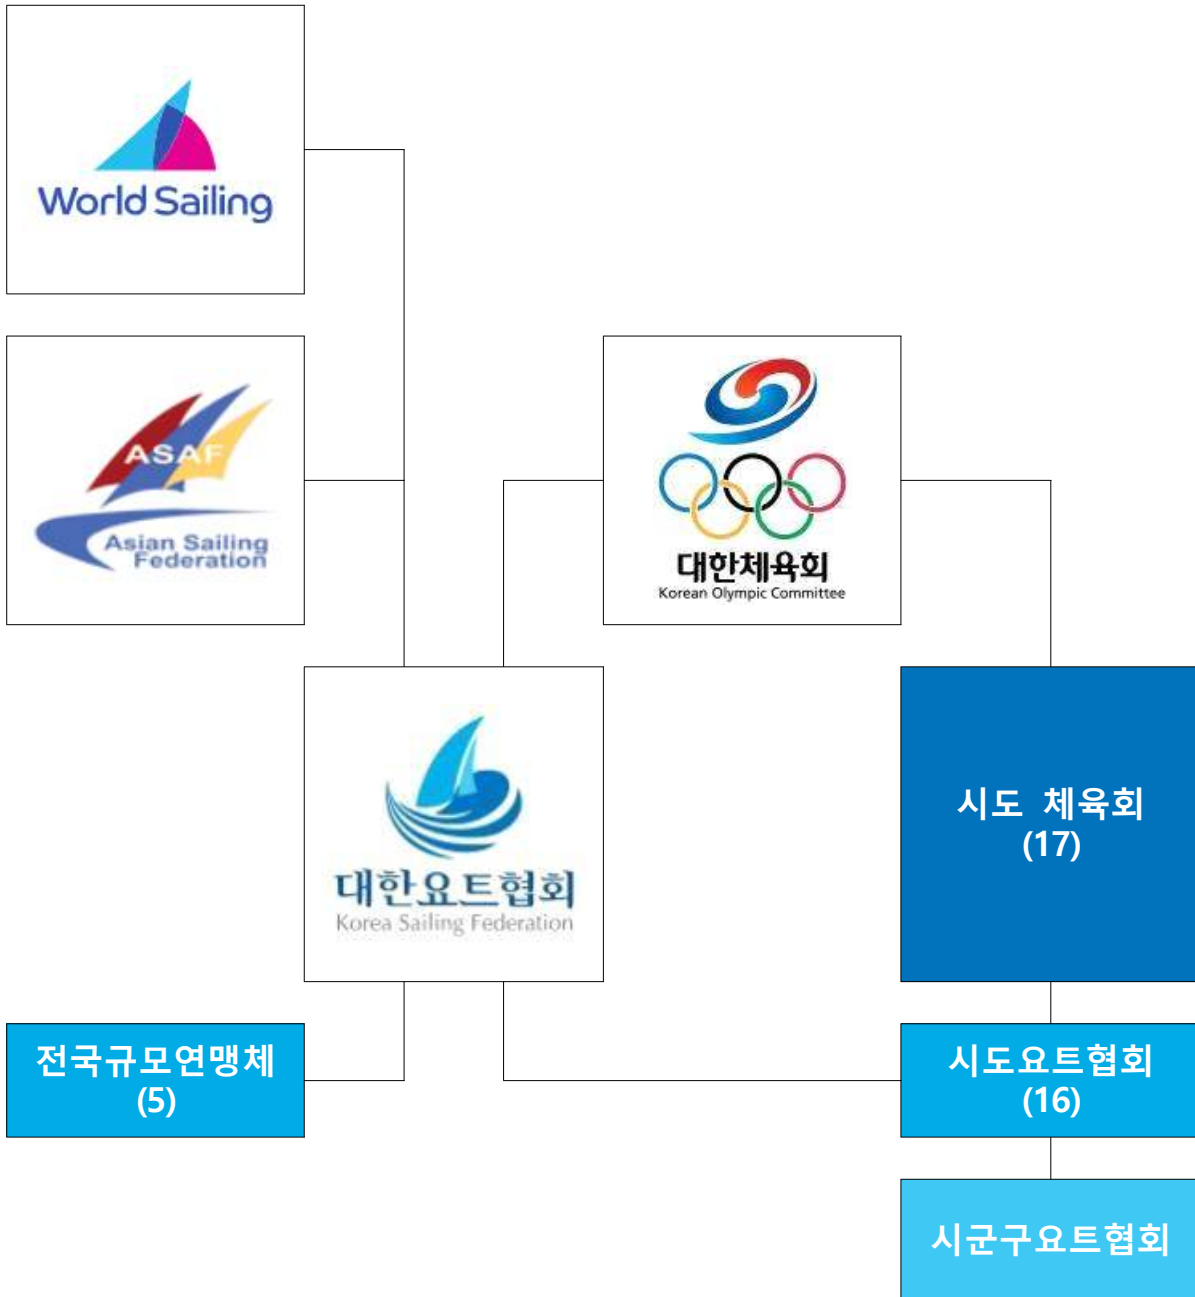 World Sailing
ASAF
Asian Sailing
Federation
대한체육회
Korean Olympic Committee
대한요트협회
Korea Sailing Federation
시도 체육회
(17)
전국규모연맹체
(5)
시도요트협회
(16)
시군구요트협회